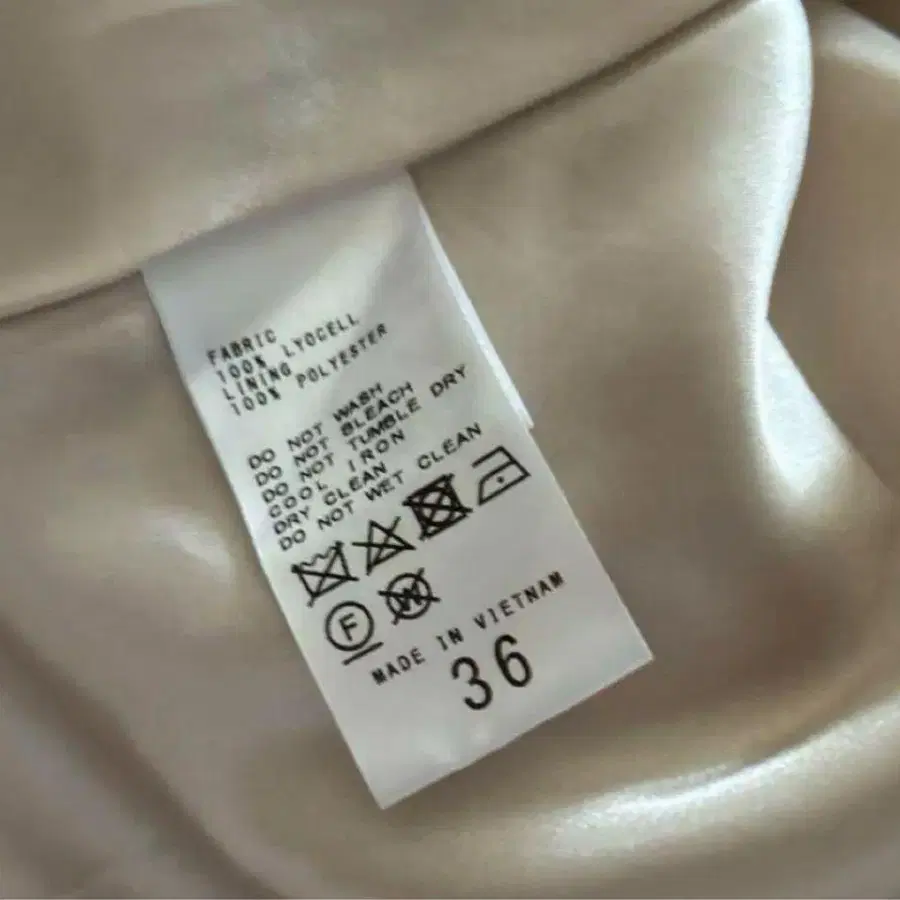 FABRIC
100% LYOCELL
LINING
100% POLYESTER
DO NOT WASH
DO NOT BLEACH
DO NOT TUMBLE DRY
COOL IRON
DRY CLEAN
DO NOT WET CLEAN
F W
MADE IN VIETNAM
36